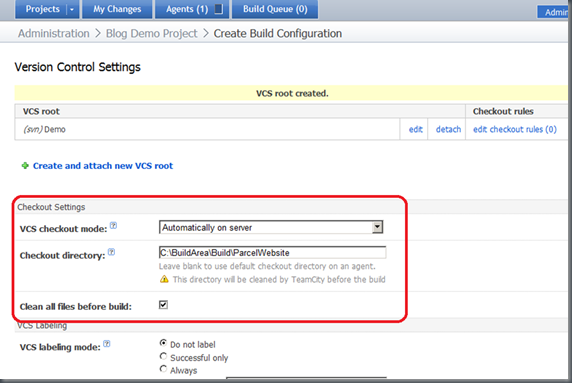 Projects My Changes Agents (1) Build Queue (0)
Admin
Administration > Blog Demo Project > Create Build Configuration
Version Control Settings
VCS root created.
VCS root Checkout rules
(svn) Demo edit detach edit checkout rules (0)
Create and attach new VCS root
Checkout Settings
VCS checkout mode: Automatically on server
Checkout directory: C:\BuildArea\Build\ParcelWebsite
Leave blank to use default checkout directory on an agent.
This directory will be cleaned by TeamCity before the build
Clean all files before build:
VCS Labeling
VCS labeling mode: Do not label
Successful only
Always